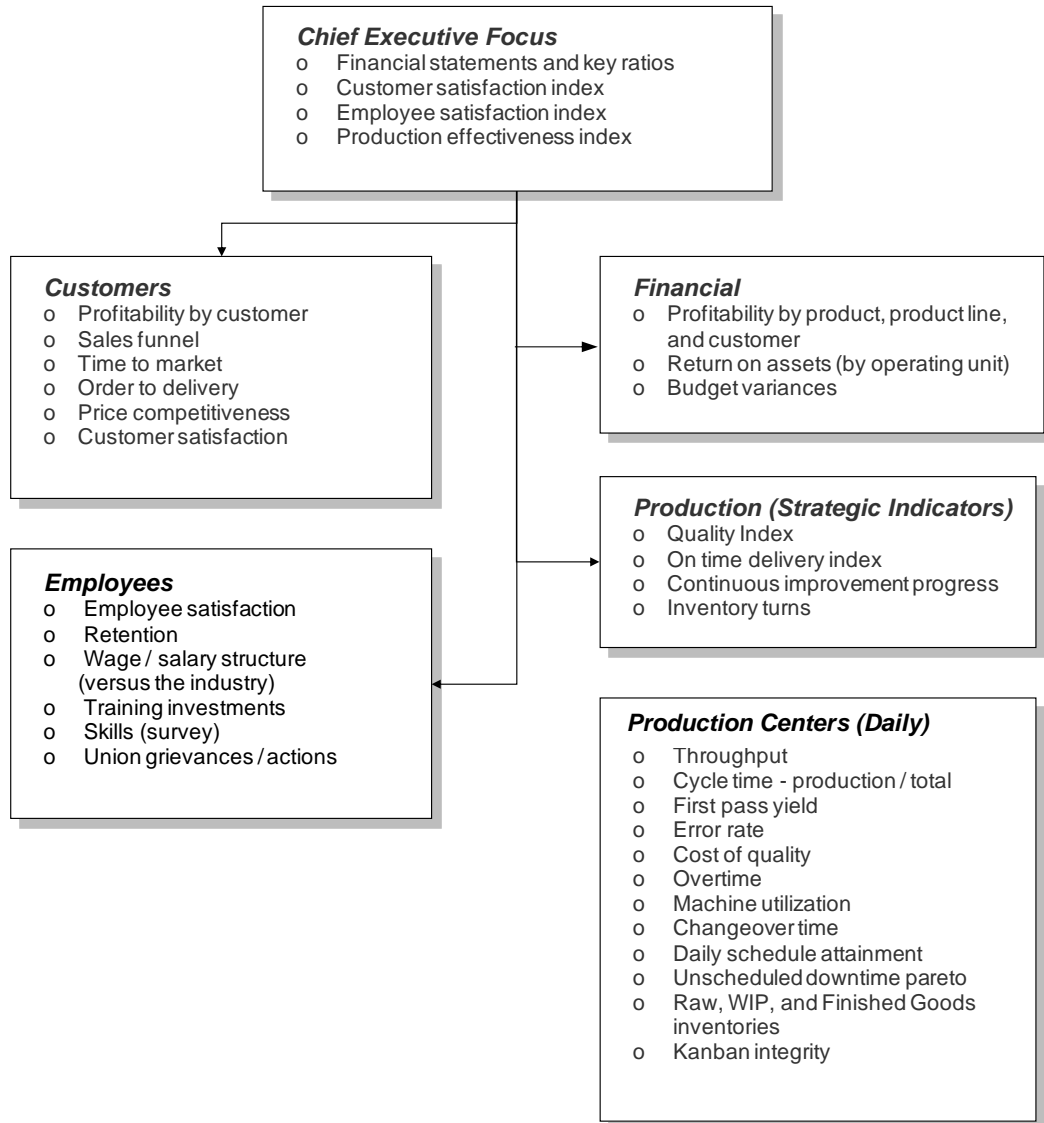 Chief Executive Focus
o Financial statements and key ratios
o Customer satisfaction index
o Employee satisfaction index
o Production effectiveness index
Customers
o Profitability by customer
o Sales funnel
o Time to market
o Order to delivery
o Price competitiveness
o Customer satisfaction
Financial
o Profitability by product, product line,
and customer
o Return on assets (by operating unit)
o Budget variances
Production (Strategic Indicators)
o Quality Index
o On time delivery index
o Continuous improvement progress
o Inventory turns
Employees
o Employee satisfaction
o Retention
o Wage / salary structure
(versus the industry)
o Training investments
o Skills (survey)
o Union grievances / actions
Production Centers (Daily)
o Throughput
o Cycle time - production / total
o First pass yield
o Error rate
o Cost of quality
o Overtime
o Machine utilization
o Changeover time
o Daily schedule attainment
o Unscheduled downtime pareto
o Raw, WIP, and Finished Goods
inventories
o Kanban integrity